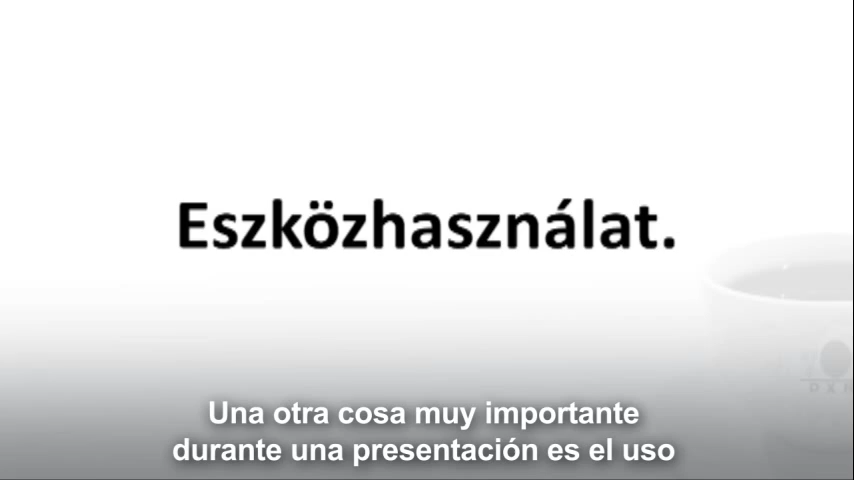 Eszközhasználat.
Una otra cosa muy importante
durante una presentación es el uso